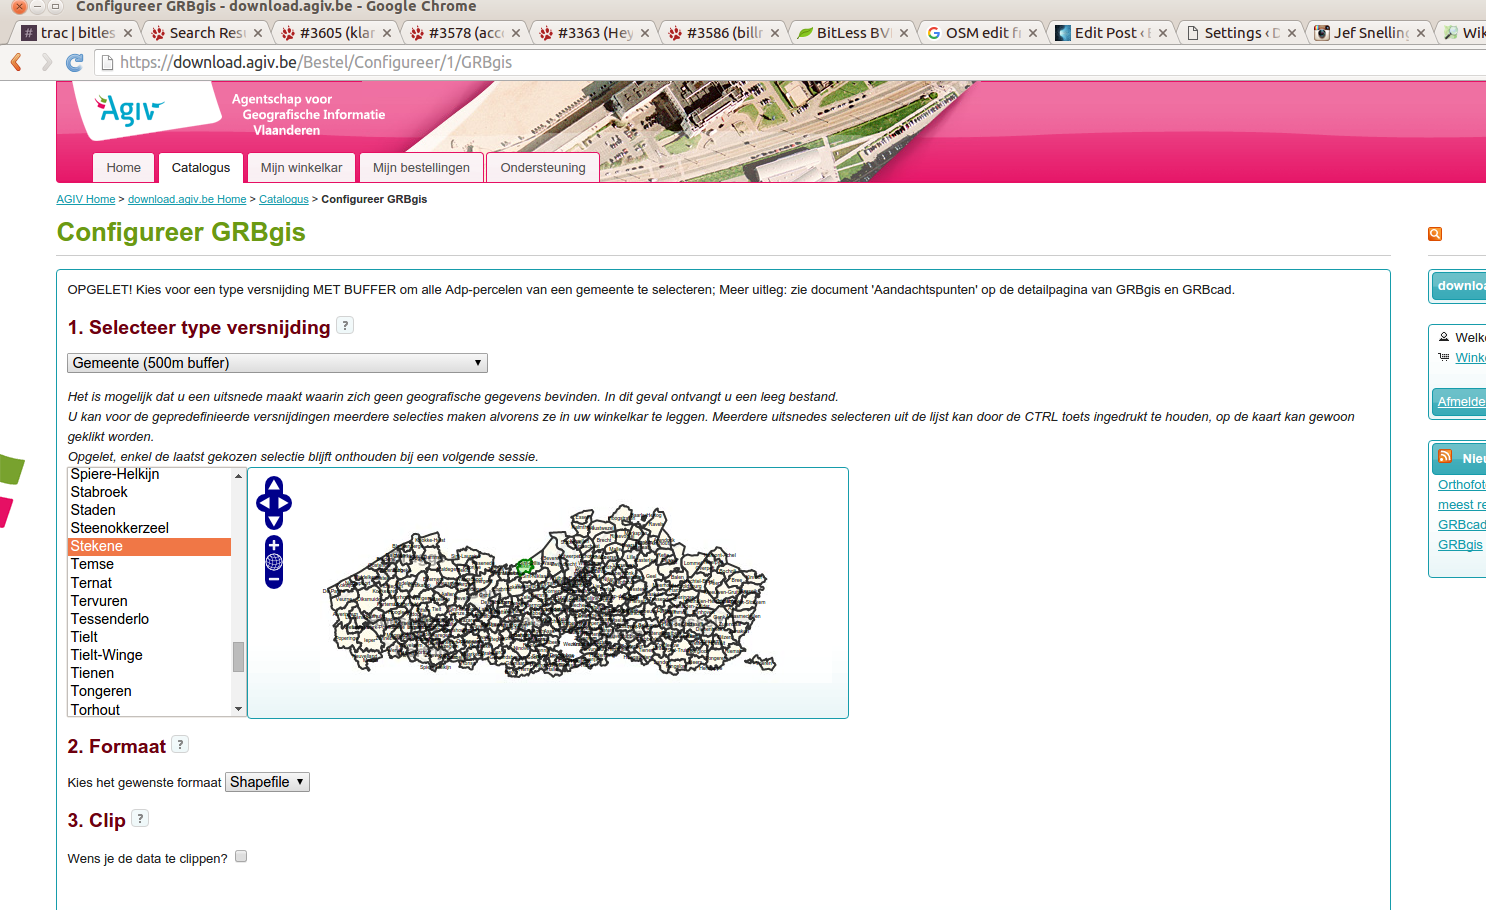 Configureer GRBgis - download.agiv.be - Google Chrome
# trac | bitles
Search Resu
#3605 (klar
#3578 (acco
#3363 (Hey
#3586 (billr
BitLess BV
OSM edit f
Edit Post ‹
Settings ‹ D
Jef Snelling
Wik
https://download.agiv.be/Bestel/Configureer/1/GRBgis
Agiv
Agentschap voor
Geografische Informatie
Vlaanderen
Home
Catalogus
Mijn winkelkar
Mijn bestellingen
Ondersteuning
AGIV Home > download.agiv.be Home > Catalogus > Configureer GRBgis
Configureer GRBgis
OPGELET! Kies voor een type versnijding MET BUFFER om alle Adp-percelen van een gemeente te selecteren; Meer uitleg: zie document 'Aandachtspunten' op de detailpagina van GRBgis en GRBcad.
1. Selecteer type versnijding ?
Gemeente (500m buffer)
Het is mogelijk dat u een uitsnede maakt waarin zich geen geografische gegevens bevinden. In dit geval ontvangt u een leeg bestand.
U kan voor de gepredefinieerde versnijdingen meerdere selecties maken alvorens ze in uw winkelkar te leggen. Meerdere uitsnedes selecteren uit de lijst kan door de CTRL toets ingedrukt te houden, op de kaart kan gewoon
geklikt worden.
Opgelet, enkel de laatst gekozen selectie blijft onthouden bij een volgende sessie.
Spiere-Helkijn
Stabroek
Staden
Steenokkerzeel
Stekene
Temse
Ternat
Tervuren
Tessenderlo
Tielt
Tielt-Winge
Tienen
Tongeren
Torhout
2. Formaat ?
Kies het gewenste formaat Shapefile
3. Clip ?
Wens je de data te clippen?
downloa
Welk
Wink
Afmelde
Nieu
Orthofot
meest re
GRBcad
GRBgis